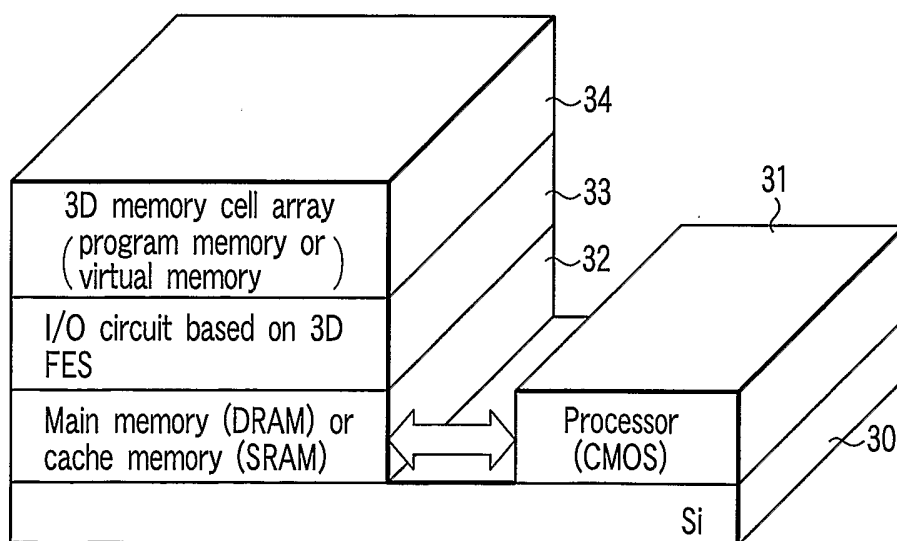 34
33
31
3D memory cell array
(program memory or
virtual memory)
32
I/O circuit based on 3D
FES
Main memory (DRAM) or
cache memory (SRAM)
Processor
(CMOS)
30
Si